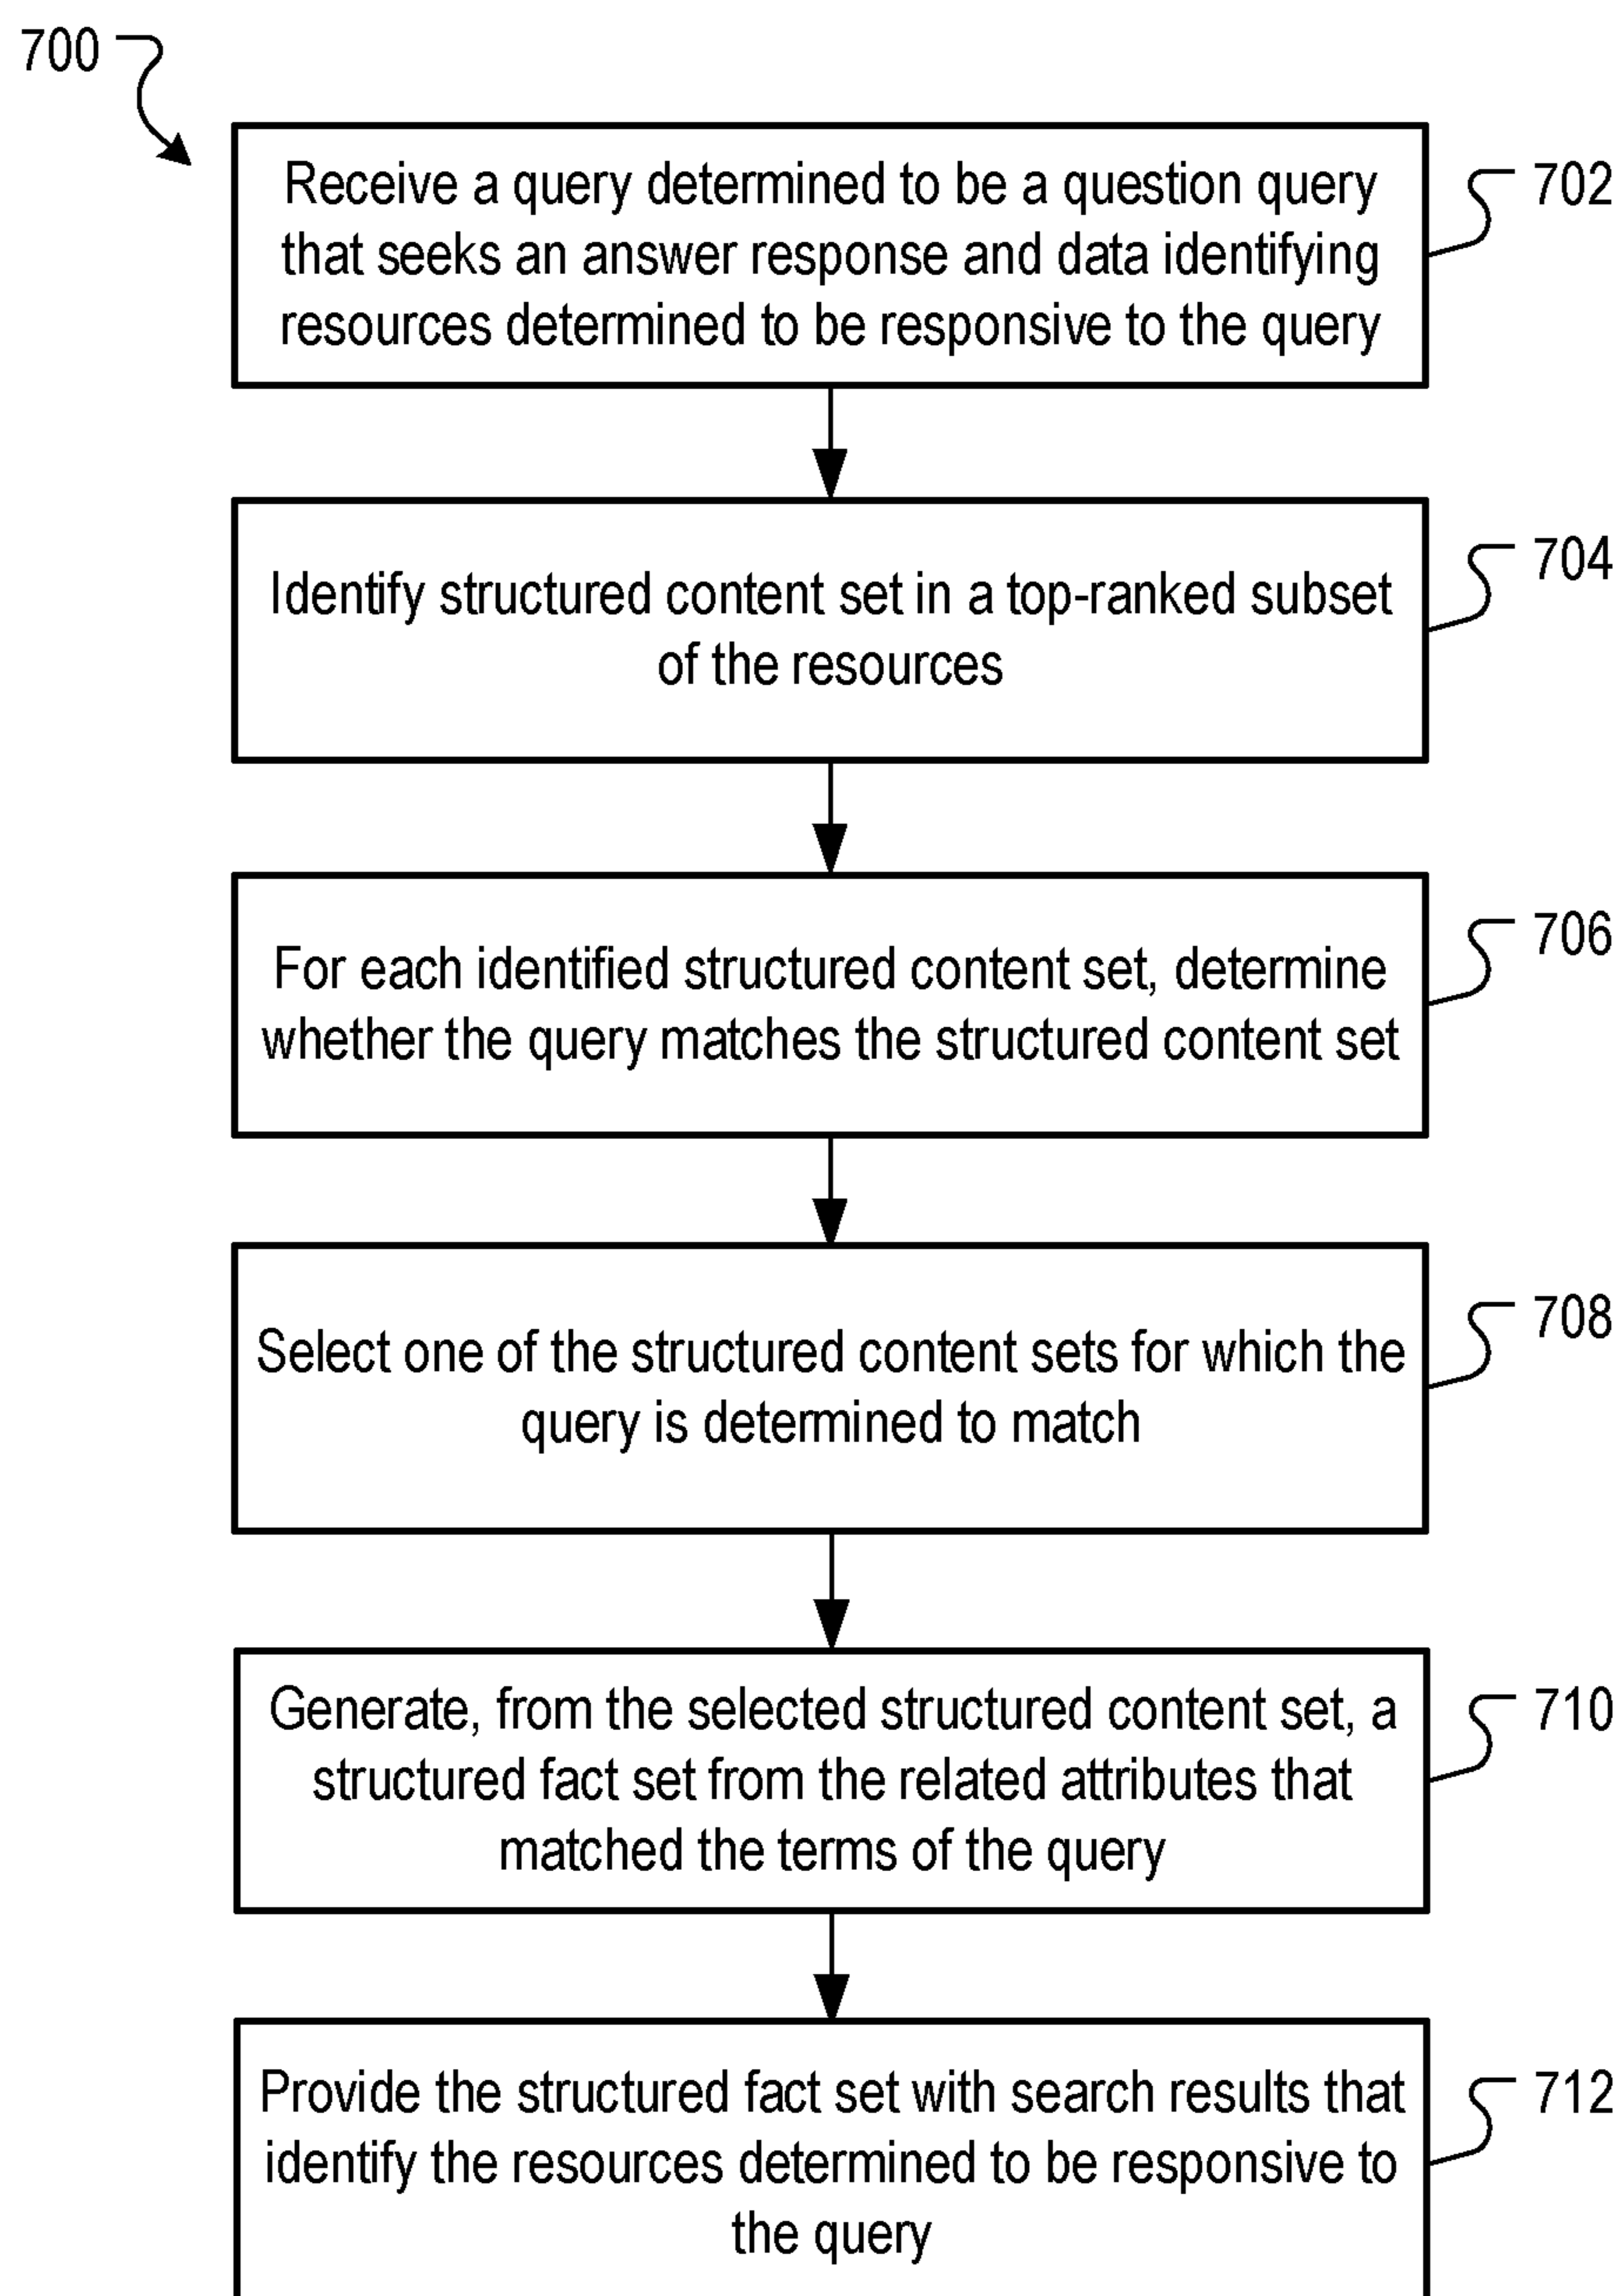 700
Receive a query determined to be a question query
that seeks an answer response and data identifying
resources determined to be responsive to the query
702
Identify structured content set in a top-ranked subset
of the resources
704
For each identified structured content set, determine
whether the query matches the structured content set
706
Select one of the structured content sets for which the
query is determined to match
708
Generate, from the selected structured content set, a
structured fact set from the related attributes that
matched the terms of the query
710
Provide the structured fact set with search results that
identify the resources determined to be responsive to
the query
712